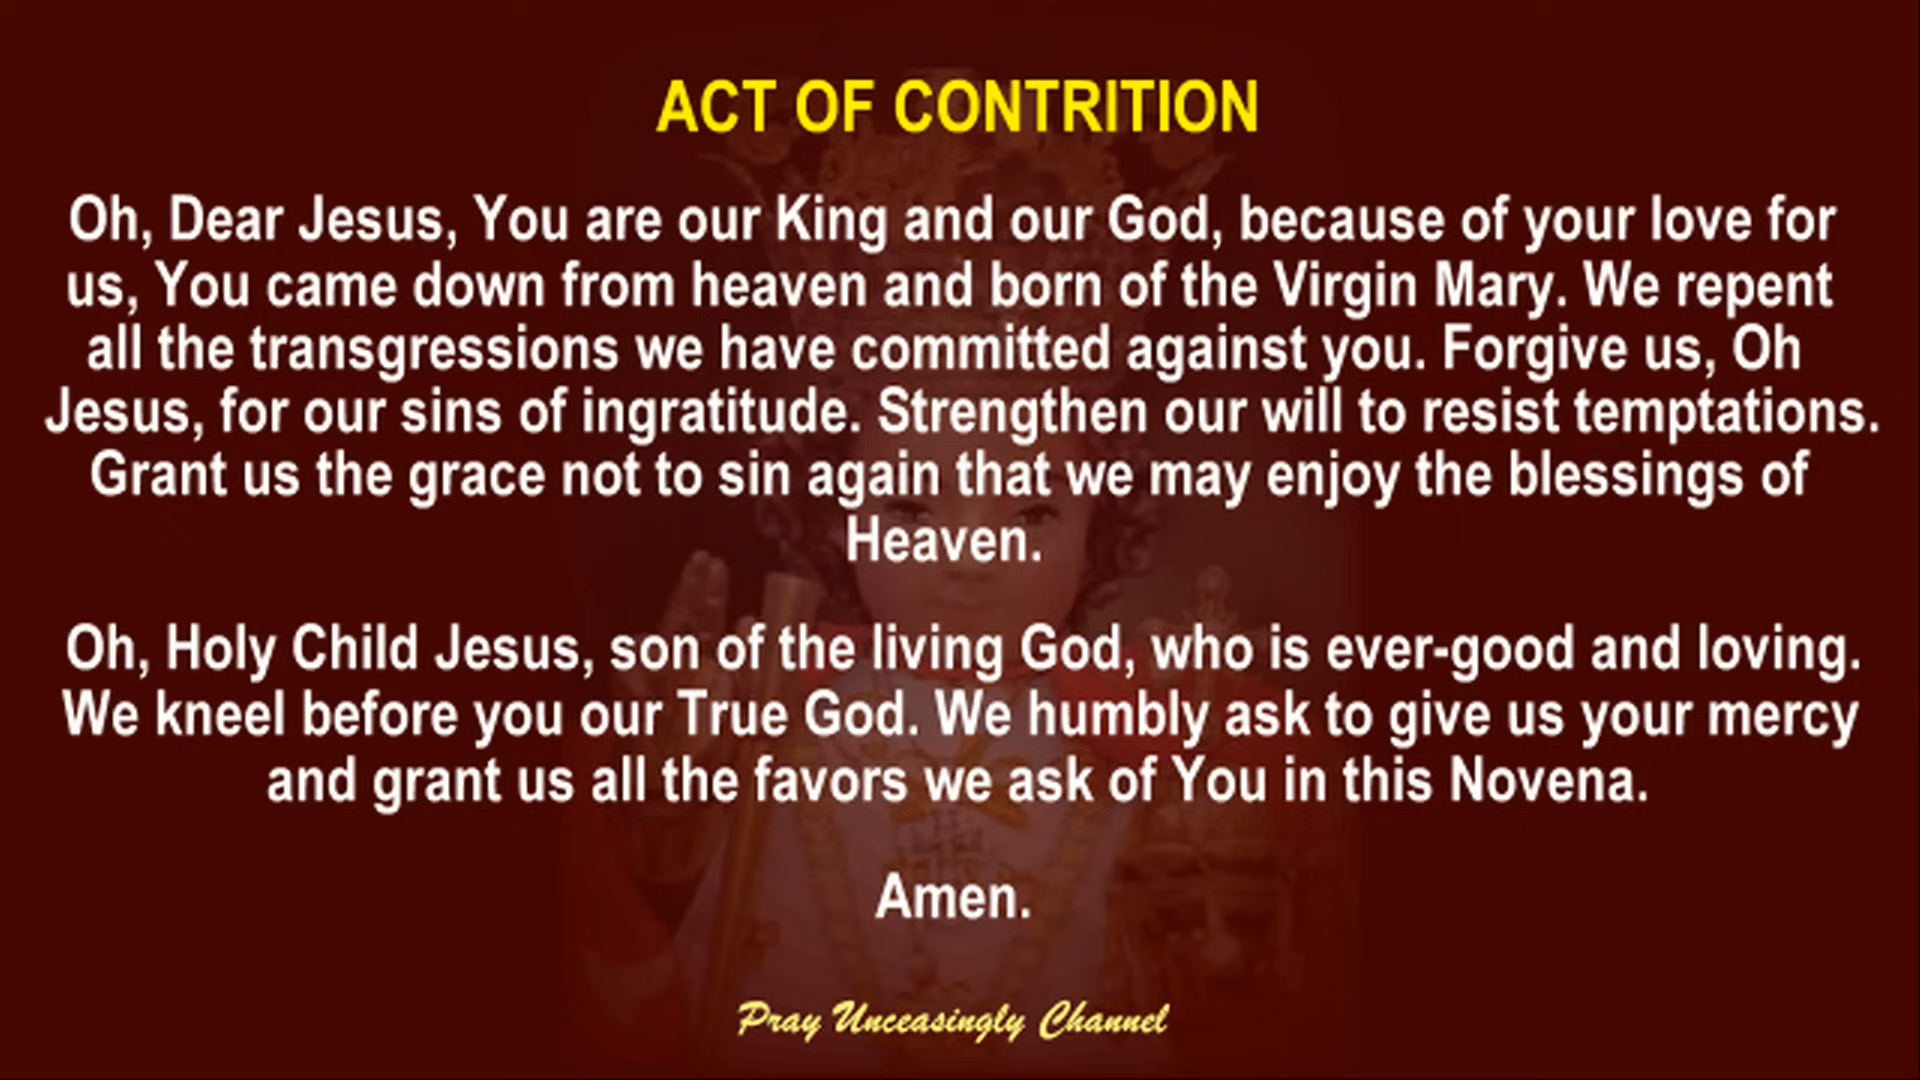 ACT OF CONTRITION
Oh, Dear Jesus, You are our King and our God, because of your love for
us, You came down from heaven and born of the Virgin Mary. We repent
all the transgressions we have committed against you. Forgive us, Oh
Jesus, for our sins of ingratitude. Strengthen our will to resist temptations.
Grant us the grace not to sin again that we may enjoy the blessings of
Heaven.
Oh, Holy Child Jesus, son of the living God, who is ever-good and loving.
We kneel before you our True God. We humbly ask to give us your mercy
and grant us all the favors we ask of You in this Novena.
Amen.
Pray Unceasingly Channel